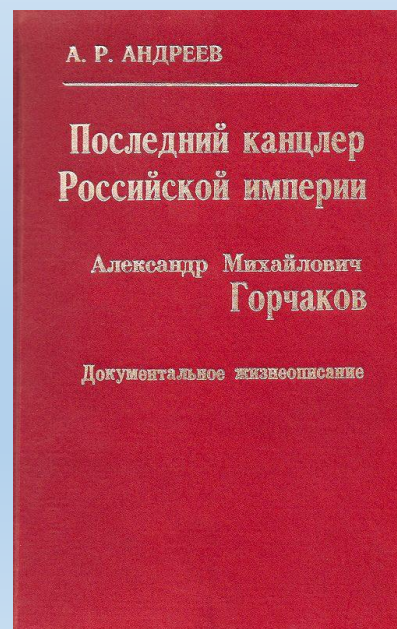 А. Р. АНДРЕЕВ
Последний канцлер
Российской империи
Александр Михайлович
Горчаков
Документальное жизнеописание